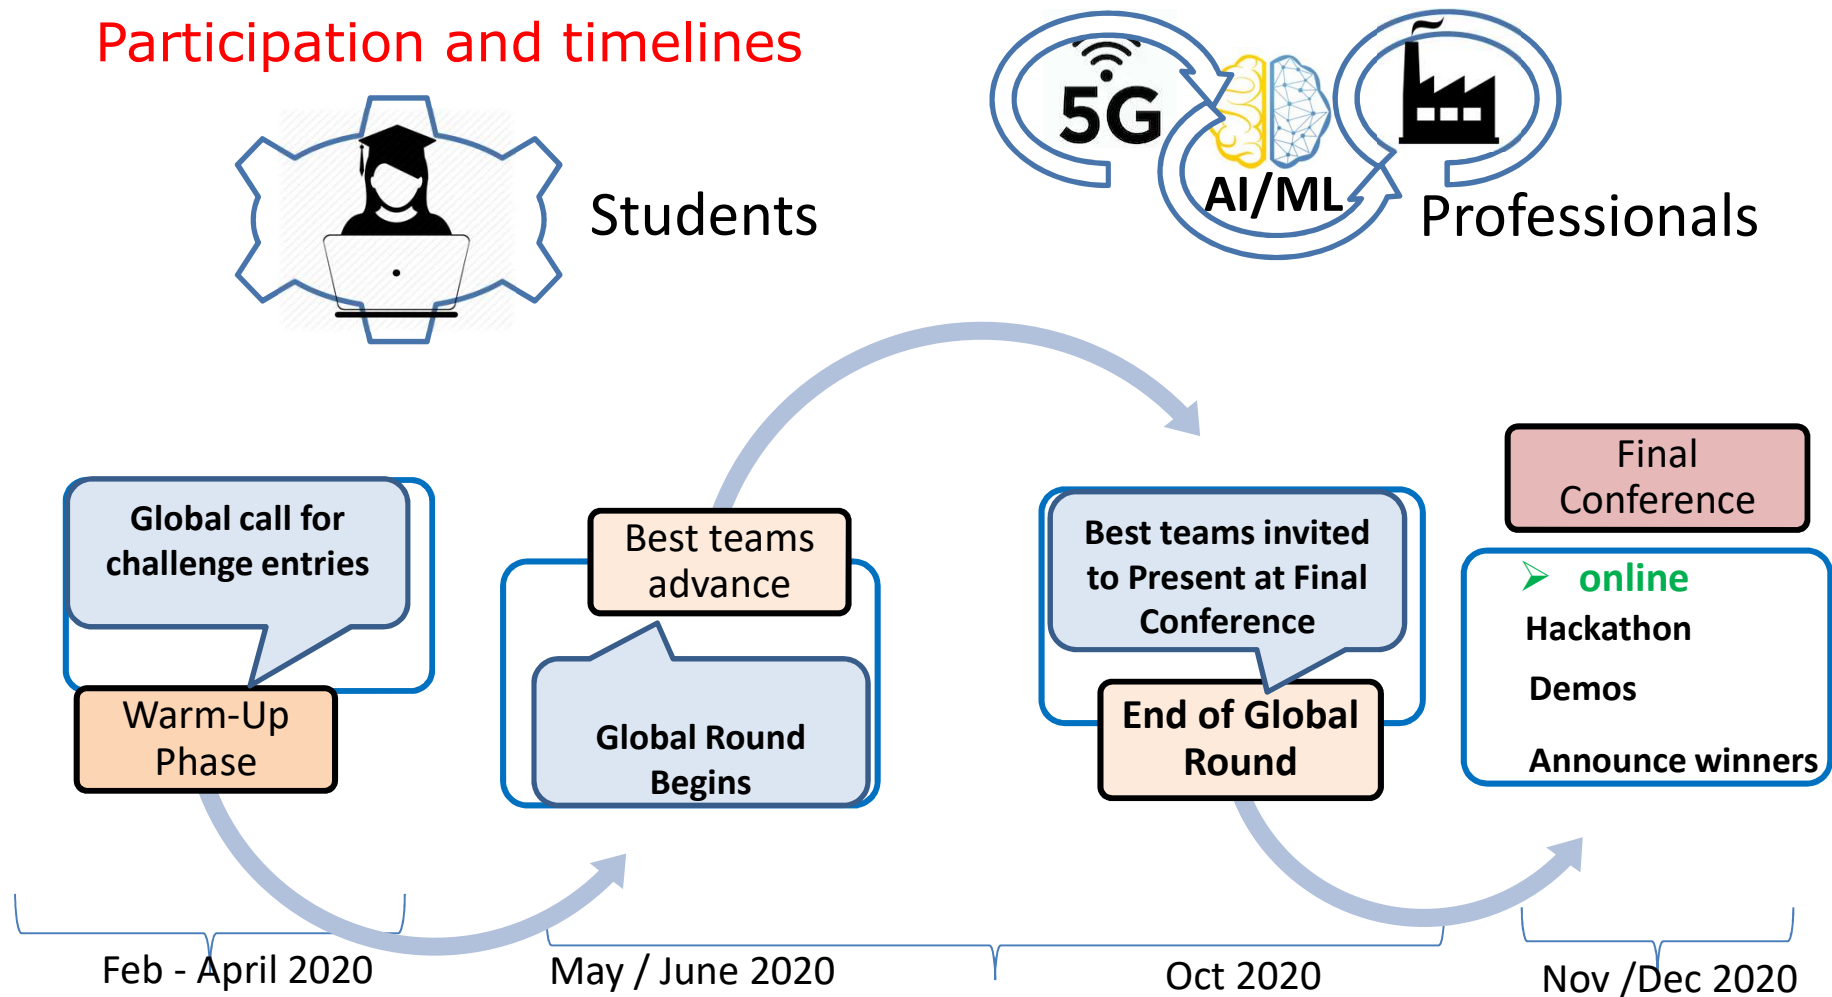 Participation and timelines
5G
AI/ML
Students
Professionals
Global call for
challenge entries
Warm-Up
Phase
Best teams
advance
Global Round
Begins
Best teams invited
to Present at Final
Conference
End of Global
Round
Final
Conference
online
Hackathon
Demos
Announce winners
Feb - April 2020
May / June 2020
Oct 2020
Nov /Dec 2020